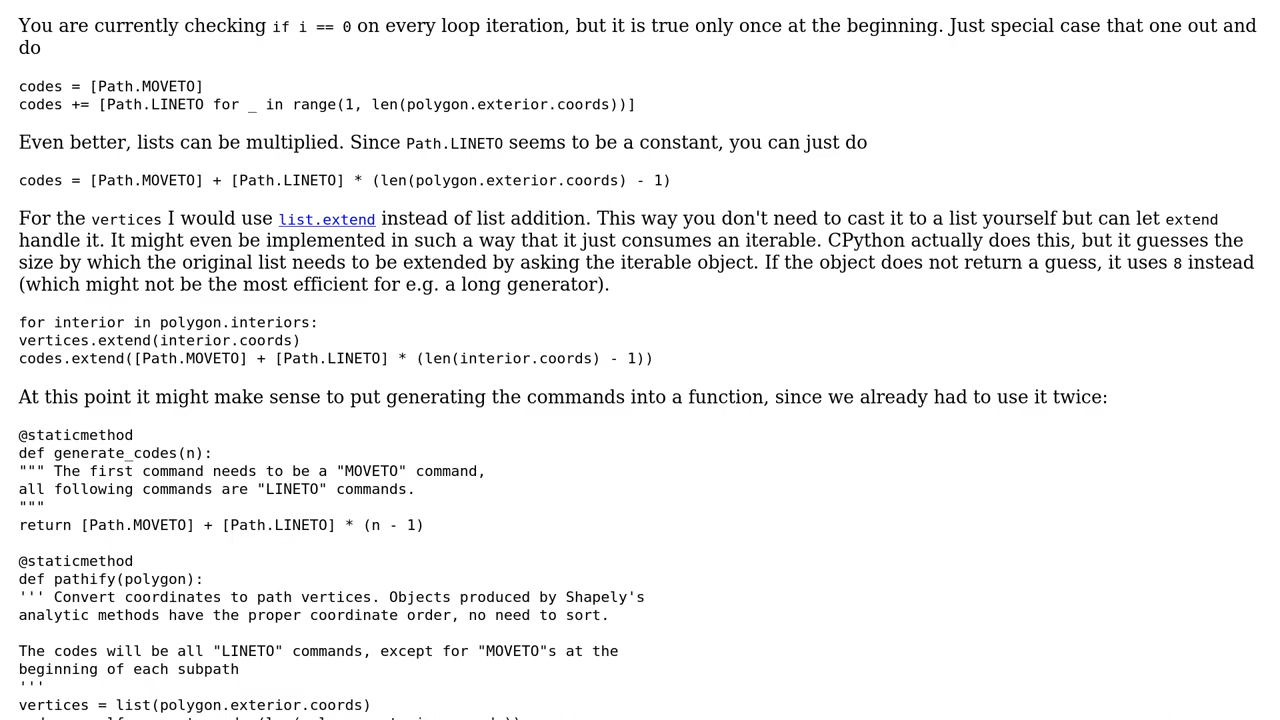 You are currently checking if i == 0 on every loop iteration, but it is true only once at the beginning. Just special case that one out and
do
codes = [Path.MOVETO]
codes += [Path.LINETO for _ in range(1, len(polygon.exterior.coords))]
Even better, lists can be multiplied. Since Path.LINETO seems to be a constant, you can just do
codes = [Path.MOVETO] + [Path.LINETO] * (len(polygon.exterior.coords) - 1)
For the vertices I would use list.extend instead of list addition. This way you don't need to cast it to a list yourself but can let extend
handle it. It might even be implemented in such a way that it just consumes an iterable. CPython actually does this, but it guesses the
size by which the original list needs to be extended by asking the iterable object. If the object does not return a guess, it uses 8 instead
(which might not be the most efficient for e.g. a long generator).
for interior in polygon.interiors:
vertices.extend(interior.coords)
codes.extend([Path.MOVETO] + [Path.LINETO] * (len(interior.coords) - 1))
At this point it might make sense to put generating the commands into a function, since we already had to use it twice:
@staticmethod
def generate_codes(n):
""" The first command needs to be a "MOVETO" command,
all following commands are "LINETO" commands.
"""
return [Path.MOVETO] + [Path.LINETO] * (n - 1)
@staticmethod
def pathify(polygon):
''' Convert coordinates to path vertices. Objects produced by Shapely's
analytic methods have the proper coordinate order, no need to sort.
The codes will be all "LINETO" commands, except for "MOVETO"s at the
beginning of each subpath
'''
vertices = list(polygon.exterior.coords)